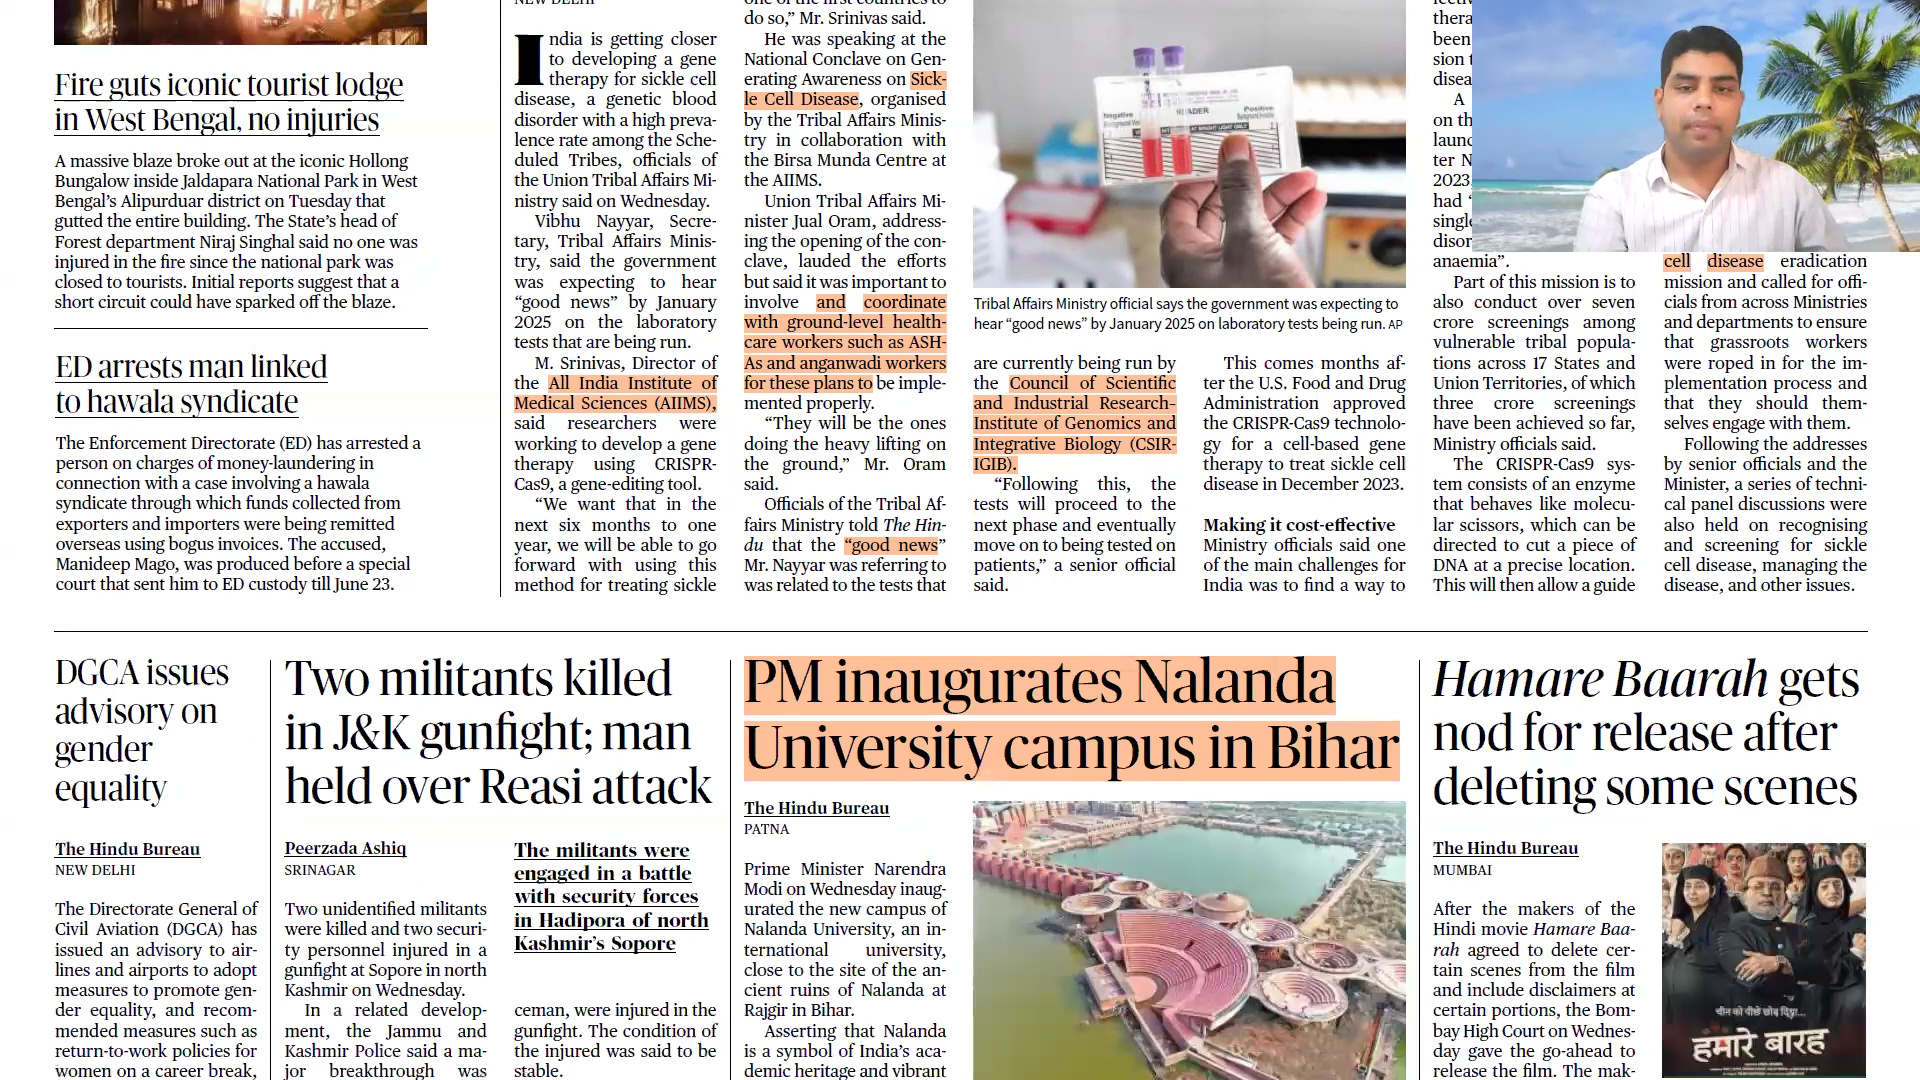 Fire guts iconic tourist lodge
in West Bengal, no injuries
A massive blaze broke out at the iconic Hollong
Bungalow inside Jaldapara National Park in West
Bengal’s Alipurduar district on Tuesday that
gutted the entire building. The State’s head of
Forest department Niraj Singhal said no one was
injured in the fire since the national park was
closed to tourists. Initial reports suggest that a
short circuit could have sparked off the blaze.
ED arrests man linked
to hawala syndicate
The Enforcement Directorate (ED) has arrested a
person on charges of money-laundering in
connection with a case involving a hawala
syndicate through which funds collected from
exporters and importers were being remitted
overseas using bogus invoices. The accused,
Manideep Mago, was produced before a special
court that sent him to ED custody till June 23.
NEW DELHI
India is getting closer
to developing a gene
therapy for sickle cell
disease, a genetic blood
disorder with a high preva-
lence rate among the Sche-
duled Tribes, officials of
the Union Tribal Affairs Mi-
nistry said on Wednesday.
Vibhu Nayyar, Secre-
tary, Tribal Affairs Minis-
try, said the government
was expecting to hear
“good news” by January
2025 on the laboratory
tests that are being run.
M. Srinivas, Director of
the All India Institute of
Medical Sciences (AIIMS),
said researchers were
working to develop a gene
therapy using CRISPR-
Cas9, a gene-editing tool.
“We want that in the
next six months to one
year, we will be able to go
forward with using this
method for treating sickle
one of the first countries to
do so,” Mr. Srinivas said.
He was speaking at the
National Conclave on Gen-
erating Awareness on Sick-
le Cell Disease, organised
by the Tribal Affairs Minis-
try in collaboration with
the Birsa Munda Centre at
the AIIMS.
Union Tribal Affairs Mi-
nister Jual Oram, address-
ing the opening of the con-
clave, lauded the efforts
but said it was important to
involve and coordinate
with ground-level health-
care workers such as ASH-
As and anganwadi workers
for these plans to be imple-
mented properly.
“They will be the ones
doing the heavy lifting on
the ground,” Mr. Oram
said.
Officials of the Tribal Af-
fairs Ministry told The Hin-
du that the “good news”
Mr. Nayyar was referring to
was related to the tests that
Negative
Positive
Tribal Affairs Ministry official says the government was expecting to
hear “good news” by January 2025 on laboratory tests being run. AP
are currently being run by
the Council of Scientific
and Industrial Research-
Institute of Genomics and
Integrative Biology (CSIR-
IGIB).
“Following this, the
tests will proceed to the
next phase and eventually
move on to being tested on
patients,” a senior official
said.
This comes months af-
ter the U.S. Food and Drug
Administration approved
the CRISPR-Cas9 technolo-
gy for a cell-based gene
therapy to treat sickle cell
disease in December 2023.
Making it cost-effective
Ministry officials said one
of the main challenges for
India was to find a way to
thera
been
sion
disea
A
on th
launc
ter N
2023,
had
single
disor
anaemia”.
Part of this mission is to
also conduct over seven
crore screenings among
vulnerable tribal popula-
tions across 17 States and
Union Territories, of which
three crore screenings
have been achieved so far,
Ministry officials said.
The CRISPR-Cas9 sys-
tem consists of an enzyme
that behaves like molecu-
lar scissors, which can be
directed to cut a piece of
DNA at a precise location.
This will then allow a guide
cell disease eradication
mission and called for offi-
cials from across Ministries
and departments to ensure
that grassroots workers
were roped in for the im-
plementation process and
that they should them-
selves engage with them.
Following the addresses
by senior officials and the
Minister, a series of techni-
cal panel discussions were
also held on recognising
and screening for sickle
cell disease, managing the
disease, and other issues.
DGCA issues
advisory on
gender
equality
The Hindu Bureau
NEW DELHI
The Directorate General of
Civil Aviation (DGCA) has
issued an advisory to air-
lines and airports to adopt
measures to promote gen-
der equality, and recom-
mended measures such as
return-to-work policies for
women on a career break,
Two militants killed
in J&K gunfight; man
held over Reasi attack
Peerzada Ashiq
SRINAGAR
Two unidentified militants
were killed and two securi-
ty personnel injured in a
gunfight at Sopore in north
Kashmir on Wednesday.
In a related develop-
ment, the Jammu and
Kashmir Police said a ma-
jor breakthrough was
The militants were
engaged in a battle
with security forces
in Hadipora of north
Kashmir’s Sopore
ceman, were injured in the
gunfight. The condition of
the injured was said to be
stable.
PM inaugurates Nalanda
University campus in Bihar
The Hindu Bureau
PATNA
Prime Minister Narendra
Modi on Wednesday inaug-
urated the new campus of
Nalanda University, an in-
ternational university,
close to the site of the an-
cient ruins of Nalanda at
Rajgir in Bihar.
Asserting that Nalanda
is a symbol of India’s aca-
demic heritage and vibrant
Hamare Baarah gets
nod for release after
deleting some scenes
The Hindu Bureau
MUMBAI
After the makers of the
Hindi movie Hamare Baa-
rah agreed to delete cer-
tain scenes from the film
and include disclaimers at
certain portions, the Bom-
bay High Court on Wednes-
day gave the go-ahead to
release the film. The mak-
हमारे बारह